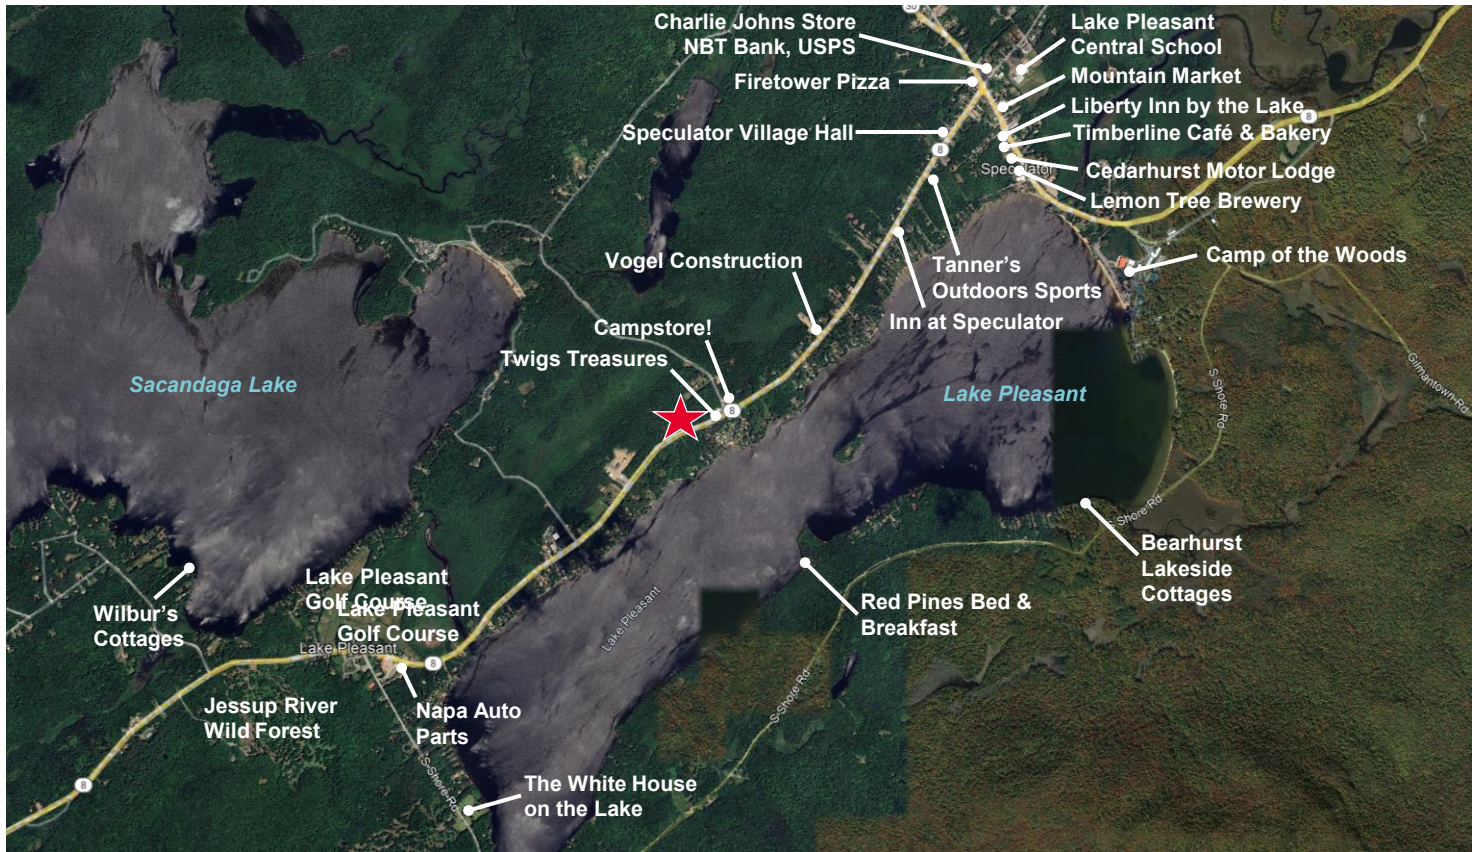 30
Charlie Johns Store
NBT Bank, USPS
Lake Pleasant
Central School
Firetower Pizza
Mountain Market
Liberty Inn by the Lake
8
Speculator Village Hall
Timberline Café & Bakery
8
Speculator
Cedarhurst Motor Lodge
Lemon Tree Brewery
Vogel Construction
Tanner's
Outdoors Sports
Camp of the Woods
Inn at Speculator
Campstore!
Twigs Treasures
8
Sacandaga Lake
Lake Pleasant
S Shore Rd
Gilmantown Rd
S Shore Rd
Bearhurst
Lakeside
Cottages
Lake Pleasant
Golf Course
Lake Pleasant
Golf Course
Wilbur's
Cottages
Lake Pleasant
Lake Pleasant
Red Pines Bed &
Breakfast
8
S Shore Rd
Jessup River
Wild Forest
Napa Auto
Parts
S Shore Rd
8
The White House
on the Lake